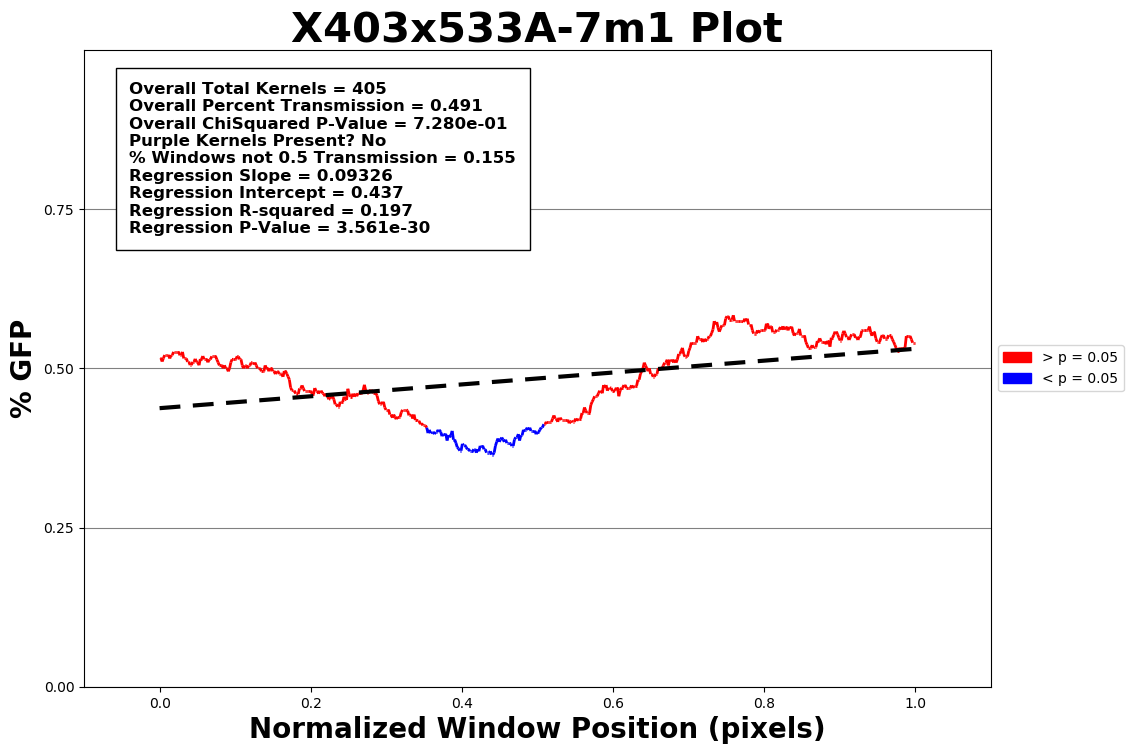 X403x533A-7m1 Plot
Overall Total Kernels = 405
Overall Percent Transmission = 0.491
Overall ChiSquared P-Value = 7.280e-01
Purple Kernels Present? No
% Windows not 0.5 Transmission = 0.155
Regression Slope = 0.09326
Regression Intercept = 0.437
Regression R-squared = 0.197
Regression P-Value = 3.561e-30
% GFP
0.75
0.50
0.25
0.00
> p = 0.05
< p = 0.05
0.0 0.2 0.4 0.6 0.8 1.0
Normalized Window Position (pixels)